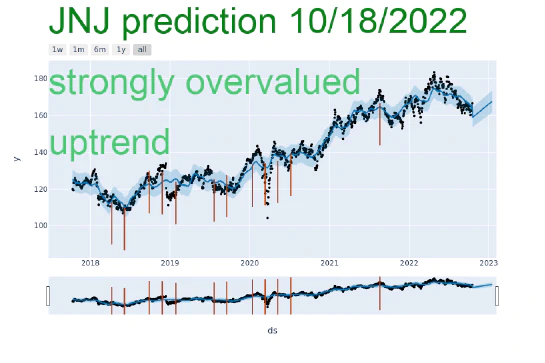 JNJ prediction 10/18/2022
1w 1m 6m 1y all
strongly overvalued
uptrend
180
160
140
120
100
y
2018 2019 2020 2021 2022 2023
ds